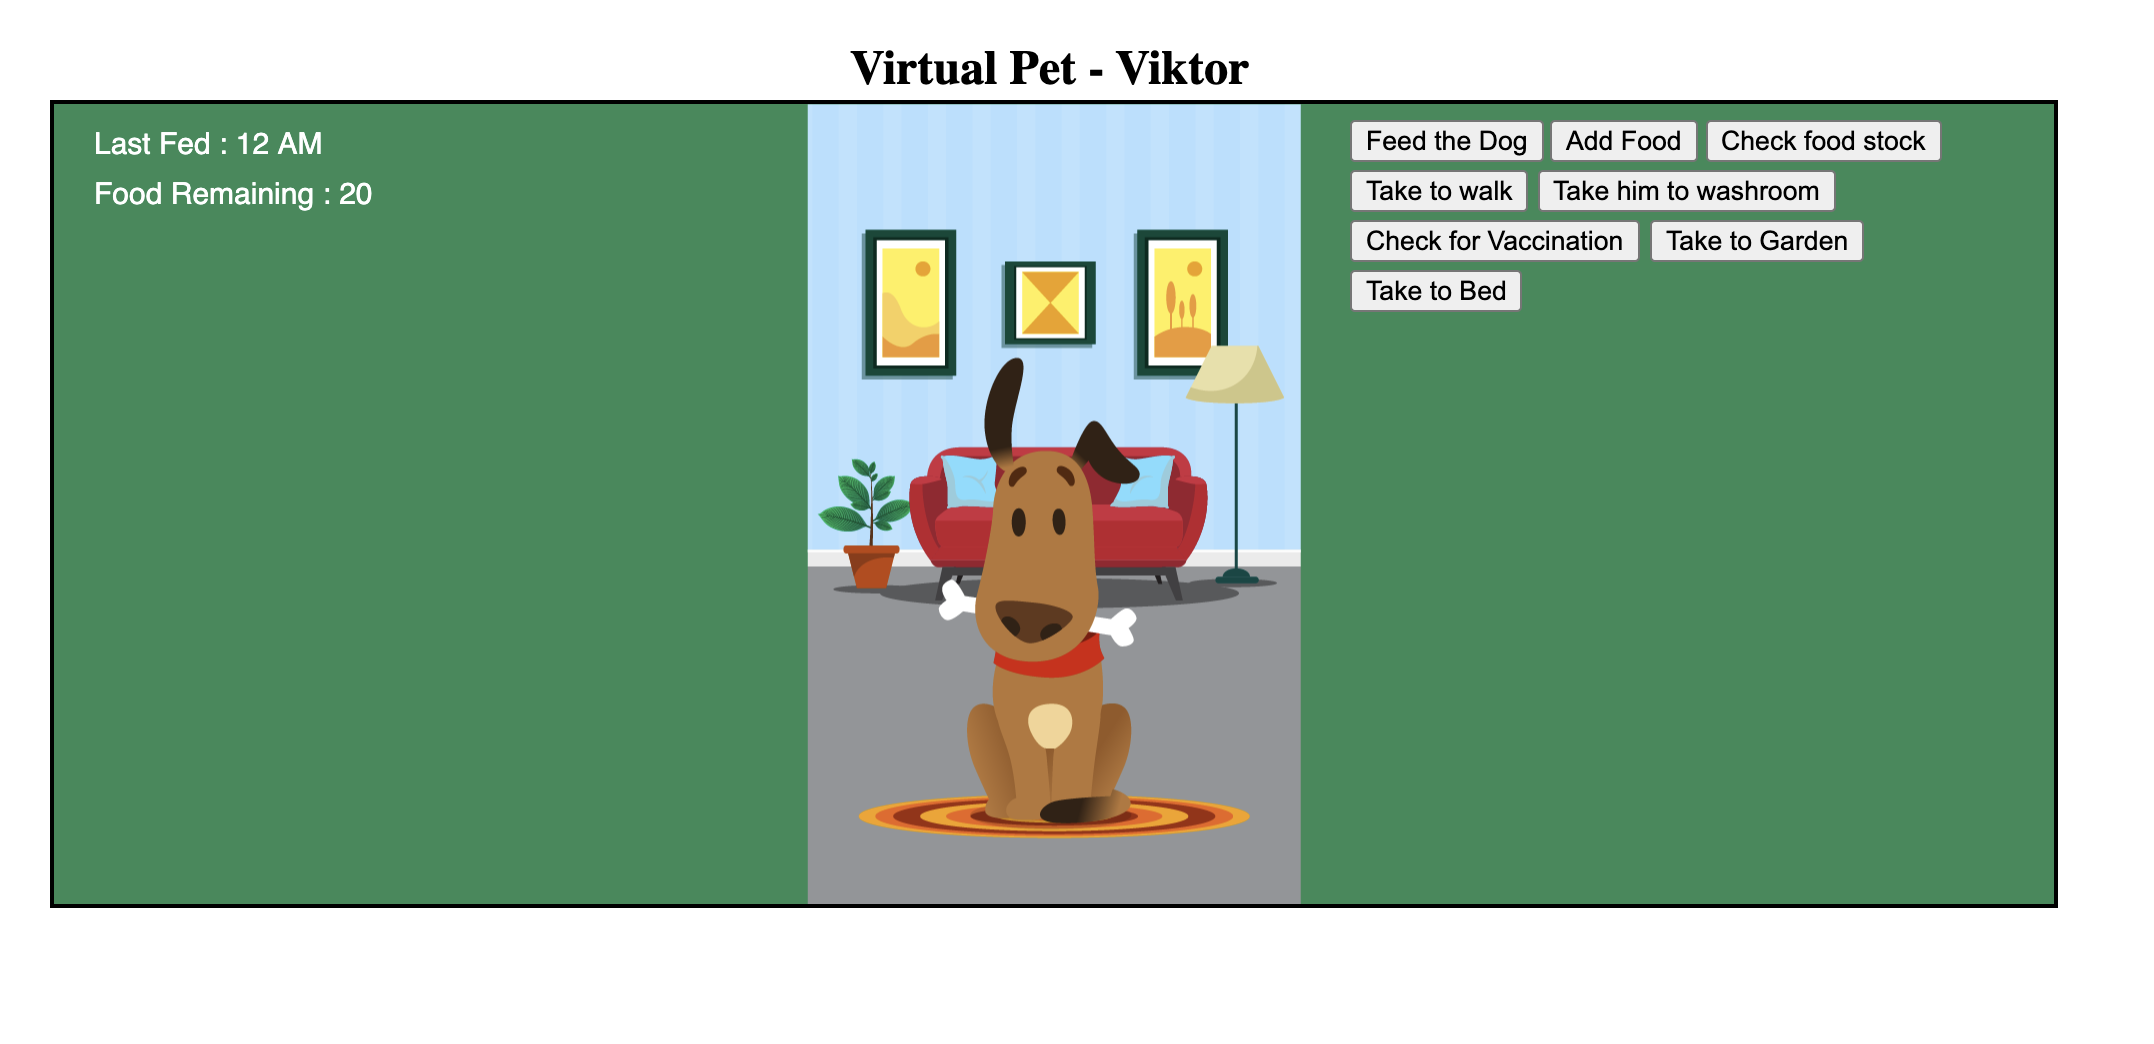 Virtual Pet - Viktor
Last Fed : 12 AM
Food Remaining : 20
Feed the Dog Add Food Check food stock
Take to walk Take him to washroom
Check for Vaccination Take to Garden
Take to Bed